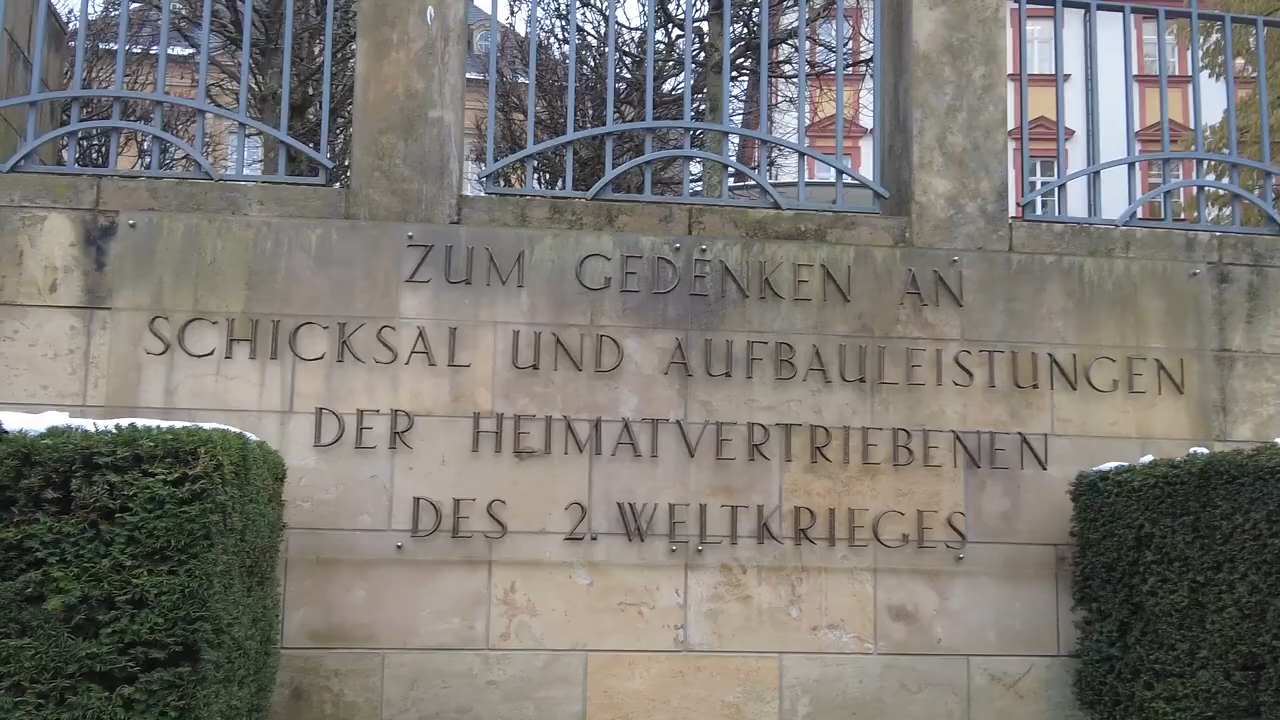 ZUM GEDENKEN AN
SCHICKSAL UND AUFBAULEISTUNGEN
DER HEIMATVERTRIEBENEN
DES 2. WELTKRIEGES